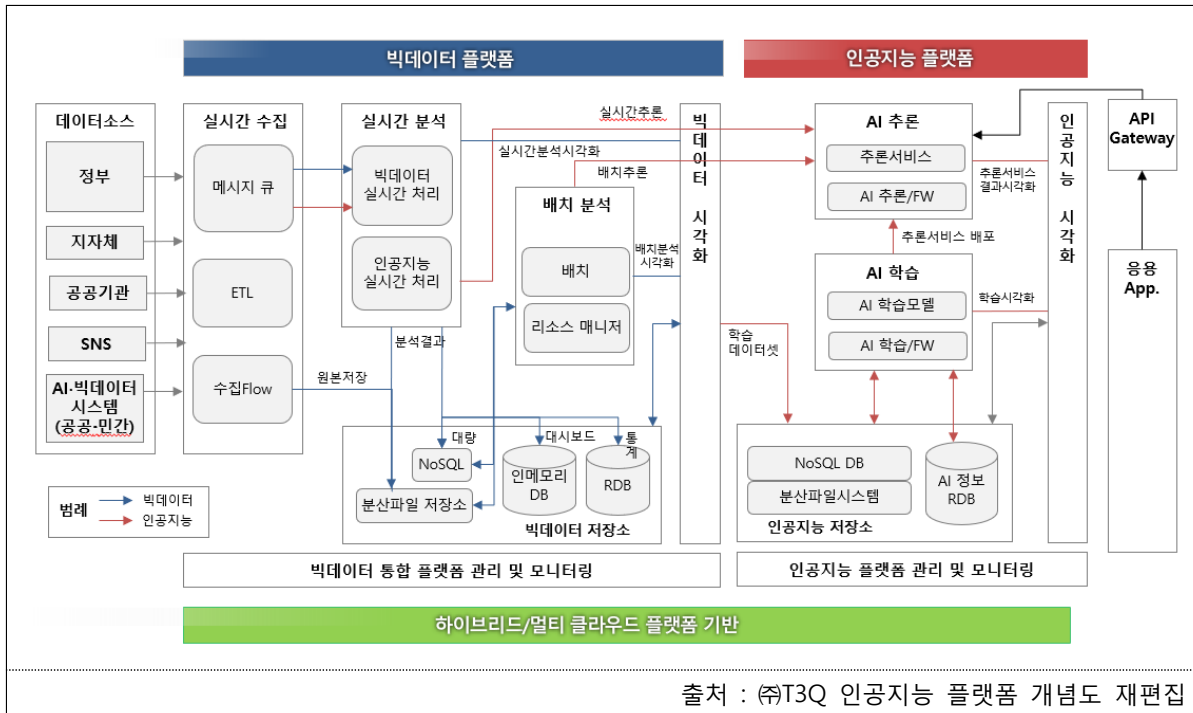 빅데이터 플랫폼
인공지능 플랫폼
데이터소스
정부
지자체
공공기관
SNS
AI·빅데이터
시스템
(공공-민간)
실시간 수집
메시지 큐
ETL
수집Flow
실시간 분석
빅데이터
실시간 처리
인공지능
실시간 처리
분석결과
원본저장
실시간추론
실시간분석시각화
배치추론
배치 분석
배치
리소스 매니저
배치분석
시각화
빅데이터 시각화
대량
대시보드
통계
NoSQL
분산파일 저장소
인메모리
DB
RDB
빅데이터 저장소
학습
데이터셋
AI 추론
추론서비스
AI 추론/FW
추론서비스
결과시각화
추론서비스 배포
AI 학습
AI 학습모델
AI 학습/FW
학습시각화
NoSQL DB
분산파일시스템
AI 정보
RDB
인공지능 저장소
인공지능 시각화
API
Gateway
응용
App.
범례
빅데이터
인공지능
빅데이터 통합 플랫폼 관리 및 모니터링
인공지능 플랫폼 관리 및 모니터링
하이브리드/멀티 클라우드 플랫폼 기반
출처 : ㈜T3Q 인공지능 플랫폼 개념도 재편집